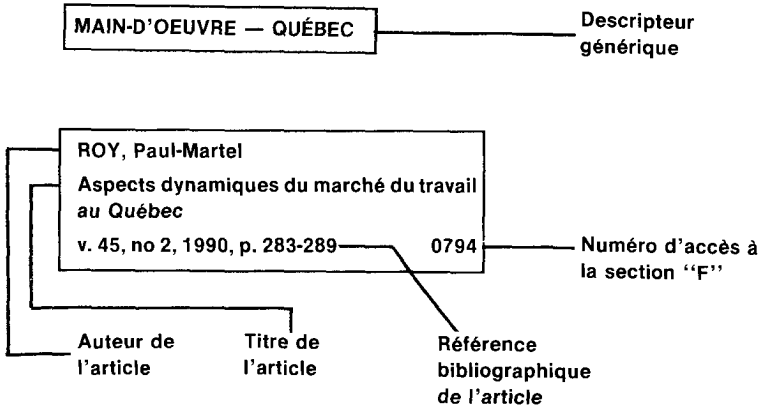 MAIN-D'OEUVRE — QUÉBEC
Descripteur
générique
ROY, Paul-Martel
Aspects dynamiques du marché du travail
au Québec
v. 45, no 2, 1990, p. 283-289
0794
Numéro d'accès à
la section "F"
Auteur de
l'article
Titre de
l'article
Référence
bibliographique
de l'article